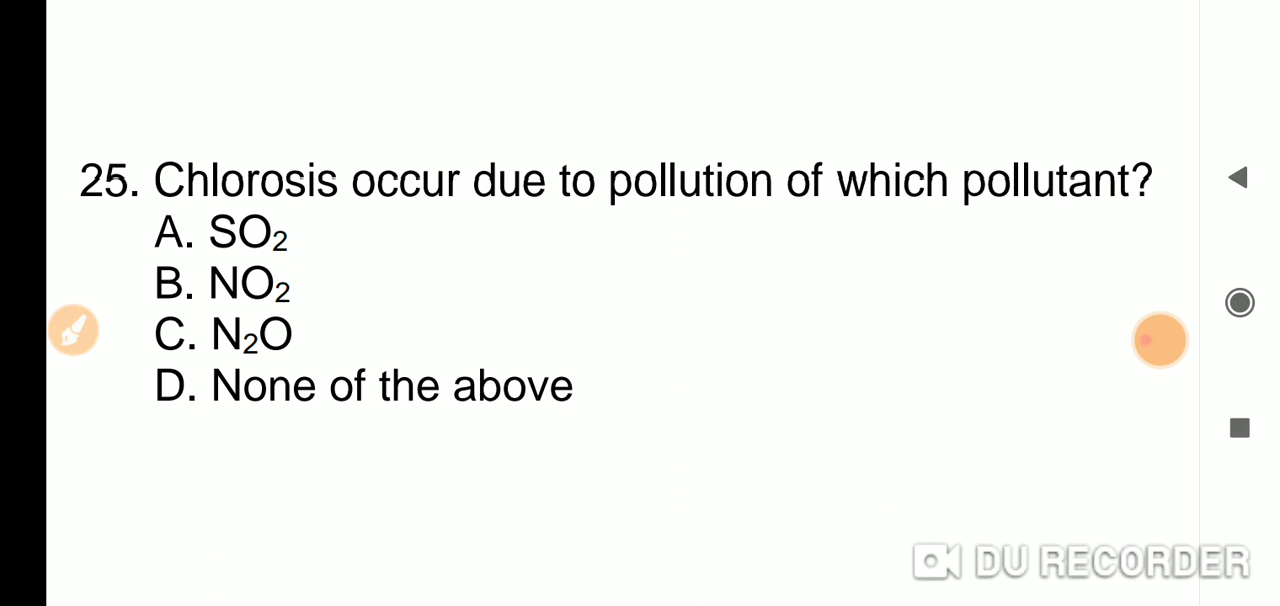 25. Chlorosis occur due to pollution of which pollutant?
A. SO₂
B. NO₂
C. N₂O
D. None of the above
DU RECORDER